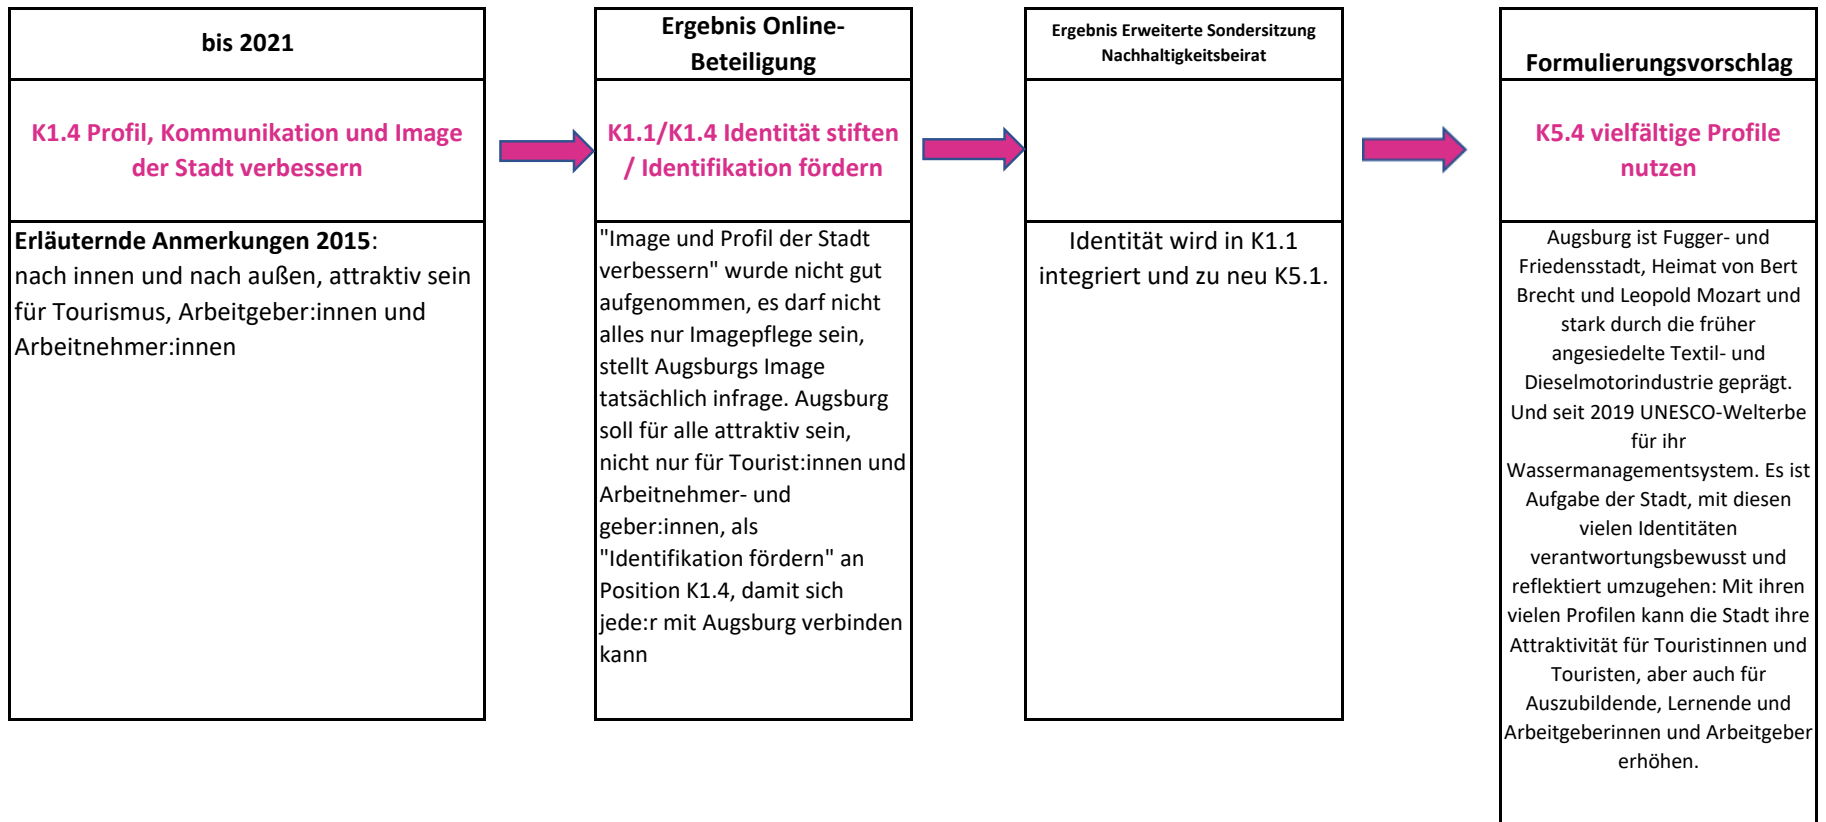 bis 2021
K1.4 Profil, Kommunikation und Image
der Stadt verbessern
Erläuternde Anmerkungen 2015:
nach innen und nach außen, attraktiv sein
für Tourismus, Arbeitgeber:innen und
Arbeitnehmer:innen
Ergebnis Online-
Beteiligung
K1.1/K1.4 Identität stiften
/ Identifikation fördern
"Image und Profil der Stadt
verbessern" wurde nicht gut
aufgenommen, es darf nicht
alles nur Imagepflege sein,
stellt Augsburgs Image
tatsächlich infrage. Augsburg
soll für alle attraktiv sein,
nicht nur für Tourist:innen und
Arbeitnehmer- und
geber:innen, als
"Identifikation fördern" an
Position K1.4, damit sich
jede:r mit Augsburg verbinden
kann
Ergebnis Erweiterte Sondersitzung
Nachhaltigkeitsbeirat
Identität wird in K1.1
integriert und zu neu K5.1.
Formulierungsvorschlag
K5.4 vielfältige Profile
nutzen
Augsburg ist Fugger- und
Friedensstadt, Heimat von Bert
Brecht und Leopold Mozart und
stark durch die früher
angesiedelte Textil- und
Dieselmotorindustrie geprägt.
Und seit 2019 UNESCO-Welterbe
für ihr
Wassermanagementsystem. Es ist
Aufgabe der Stadt, mit diesen
vielen Identitäten
verantwortungsbewusst und
reflektiert umzugehen: Mit ihren
vielen Profilen kann die Stadt ihre
Attraktivität für Touristinnen und
Touristen, aber auch für
Auszubildende, Lernende und
Arbeitgeberinnen und Arbeitgeber
erhöhen.